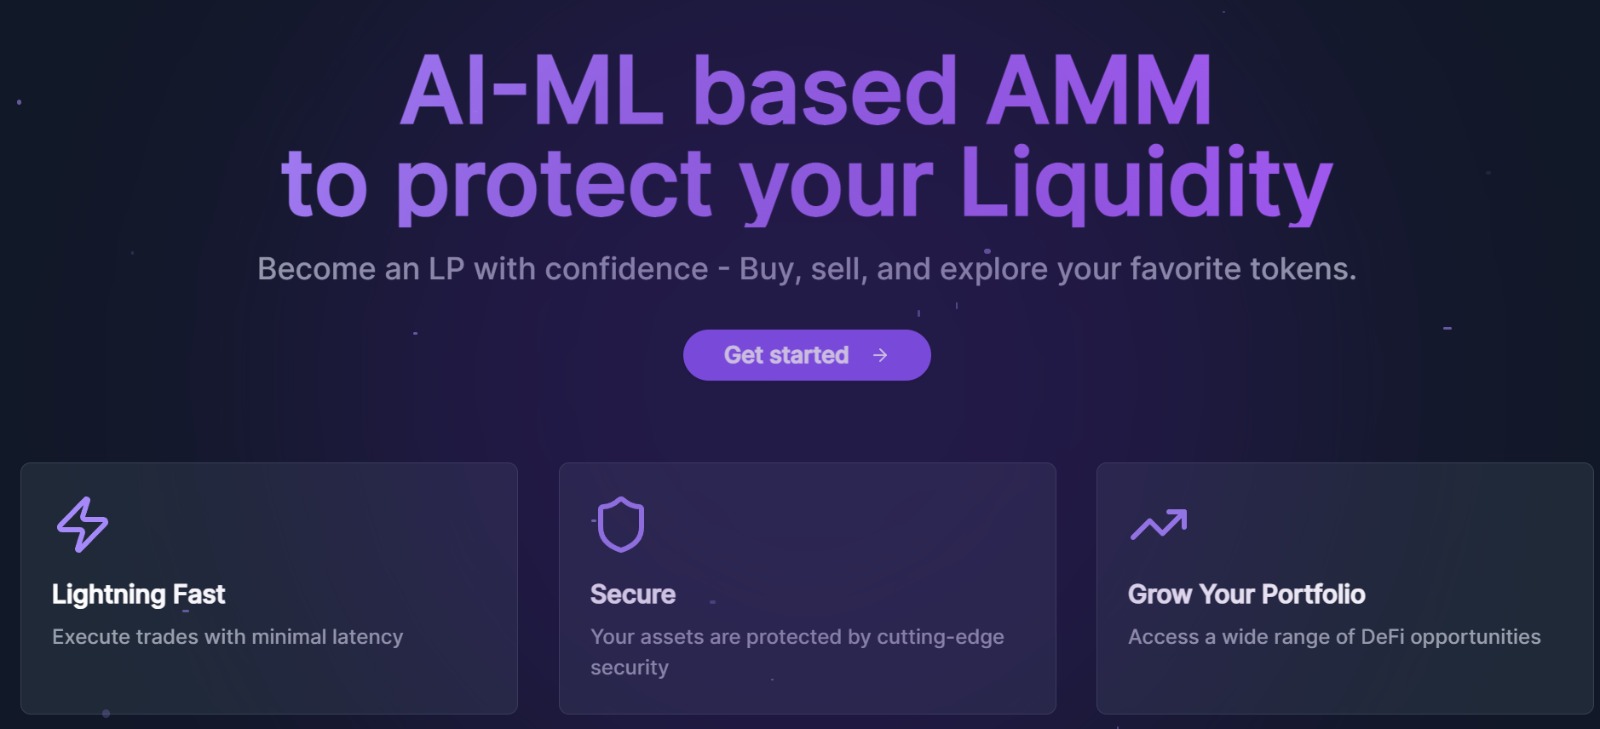 AI-ML based AMM
to protect your Liquidity
Become an LP with confidence - Buy, sell, and explore your favorite tokens.
Get started →
Lightning Fast
Execute trades with minimal latency
Secure
Your assets are protected by cutting-edge
security
Grow Your Portfolio
Access a wide range of DeFi opportunities